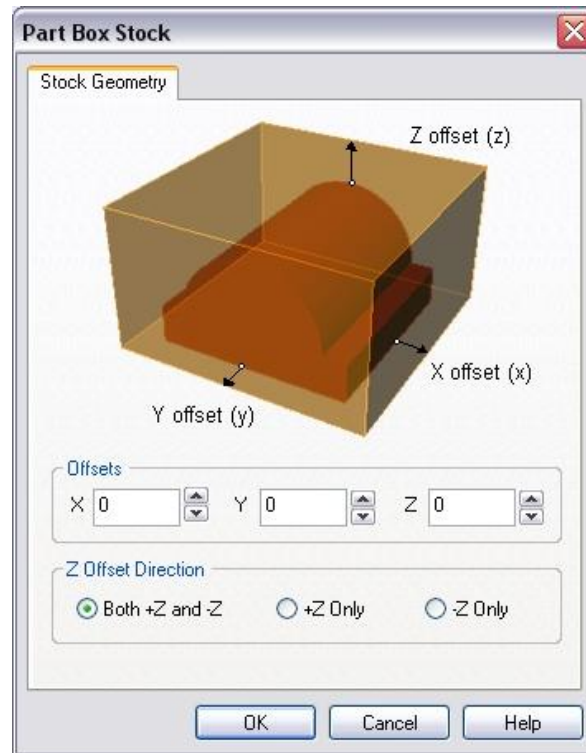 Part Box Stock
Stock Geometry
Z offset (z)
X offset (x)
Y offset (y)
Offsets
X 0 Y 0 Z 0
Z Offset Direction
Both +Z and -Z +Z Only -Z Only
OK Cancel Help